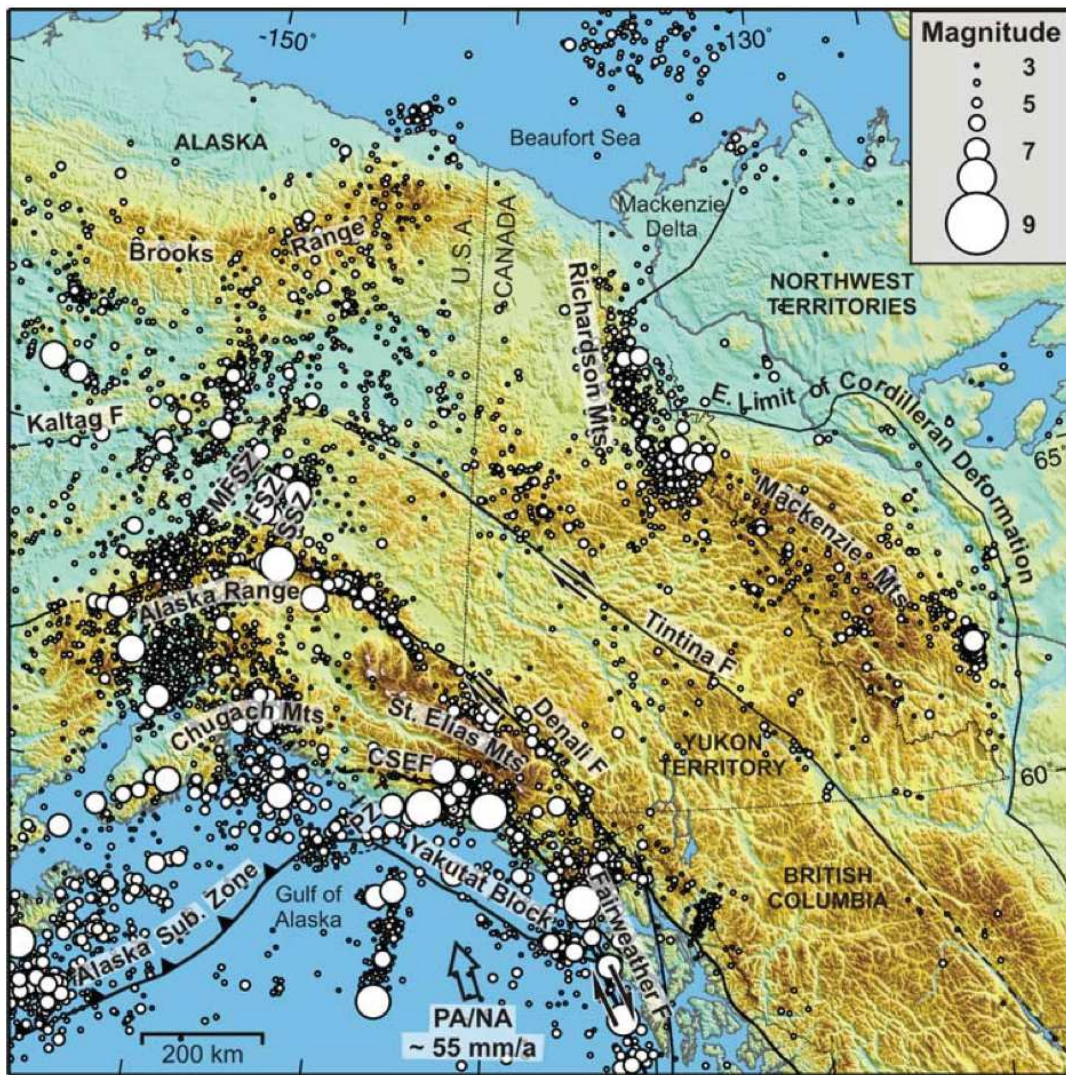 -150°
-130°
Magnitude
3
5
7
9
ALASKA
Beaufort Sea
Mackenzie
Delta
U.S.A
CANADA
Brooks
Range
Richardson Mts
NORTHWEST
TERRITORIES
E. Limit of Cordilleran Deformation
65°
Kaltag F
MFSZ
FSZ
SSZ
Mackenzie Mts
Alaska Range
Tintina F
Denali F
St. Elias Mts
Chugach Mts
CSEF
YUKON
TERRITORY
60°
PZ
Yakutat Block
Fairweather F
BRITISH
COLUMBIA
Gulf of
Alaska
Alaska Sub. Zone
PA/NA
~ 55 mm/a
200 km